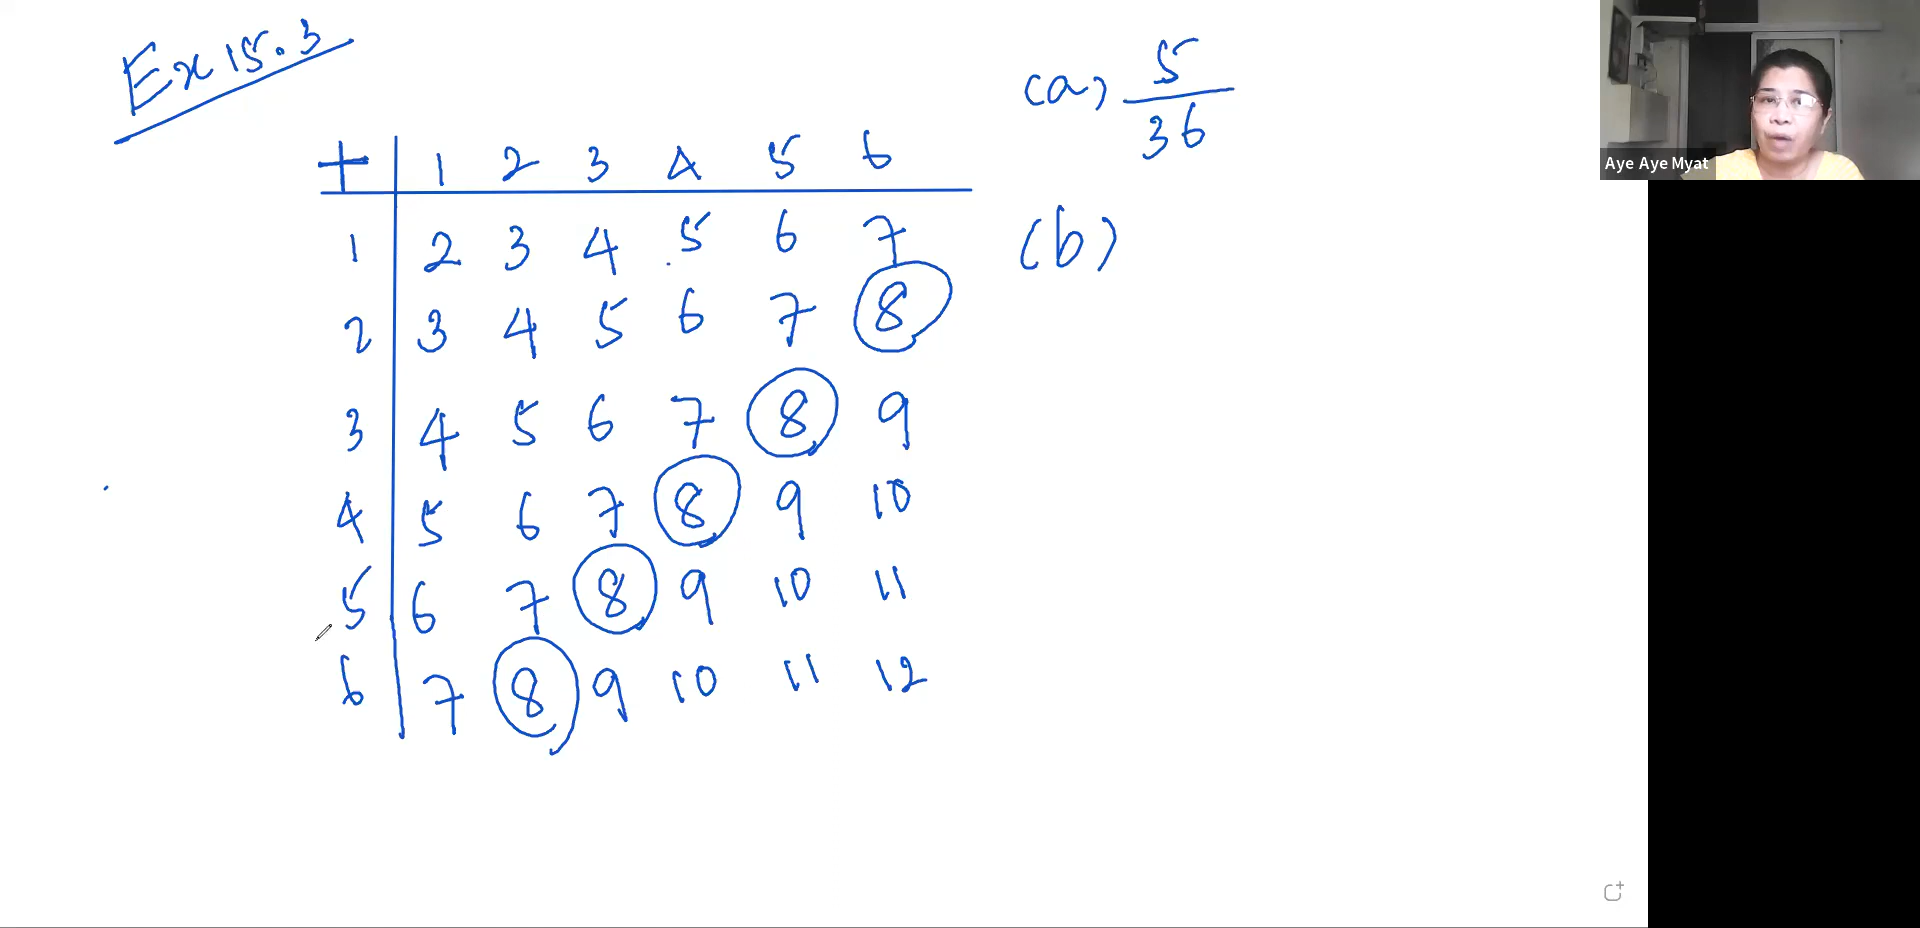 Ex 15.3
+ 1 2 3 4 5 6
1 2 3 4 5 6 7
2 3 4 5 6 7 8
3 4 5 6 7 8 9
4 5 6 7 8 9 10
5 6 7 8 9 10 11
6 7 8 9 10 11 12
(a) 5
36
(b)
Aye Aye Myat